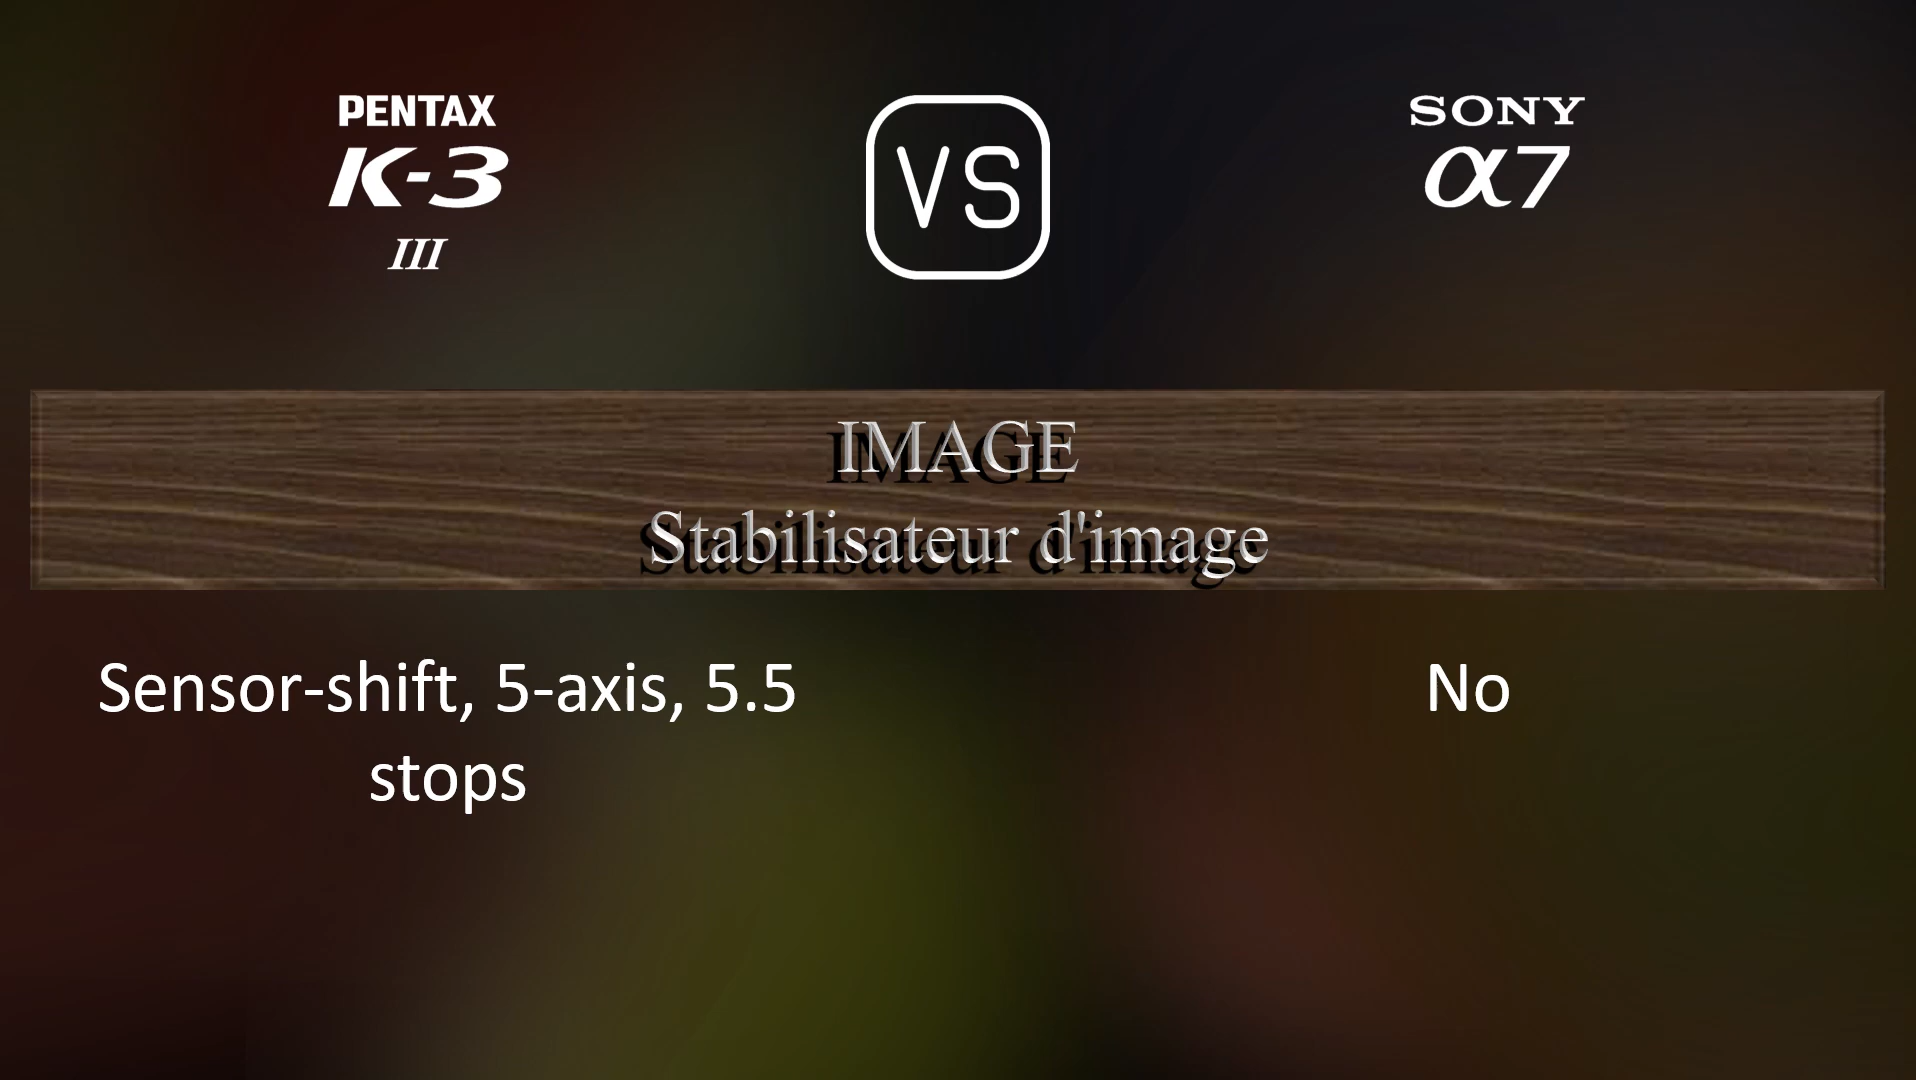 PENTAX
K-3
III
VS
SONY
α7
IMAGE
Stabilisateur d'image
Sensor-shift, 5-axis, 5.5
stops
No